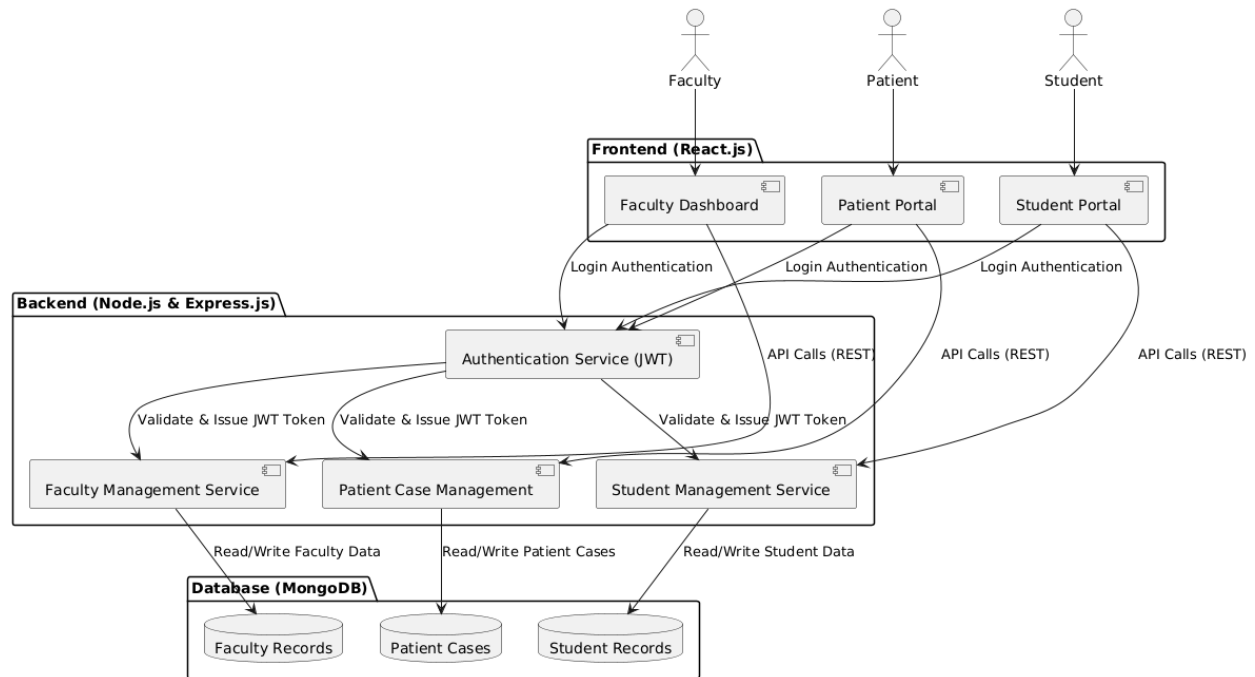 Faculty
Patient
Student
Frontend (React.js)
Faculty Dashboard
Patient Portal
Student Portal
Login Authentication
Login Authentication
Login Authentication
Backend (Node.js & Express.js)
Authentication Service (JWT)
API Calls (REST)
API Calls (REST)
API Calls (REST)
Validate & Issue JWT Token
Validate & Issue JWT Token
Validate & Issue JWT Token
Faculty Management Service
Patient Case Management
Student Management Service
Read/Write Faculty Data
Read/Write Patient Cases
Read/Write Student Data
Database (MongoDB)
Faculty Records
Patient Cases
Student Records